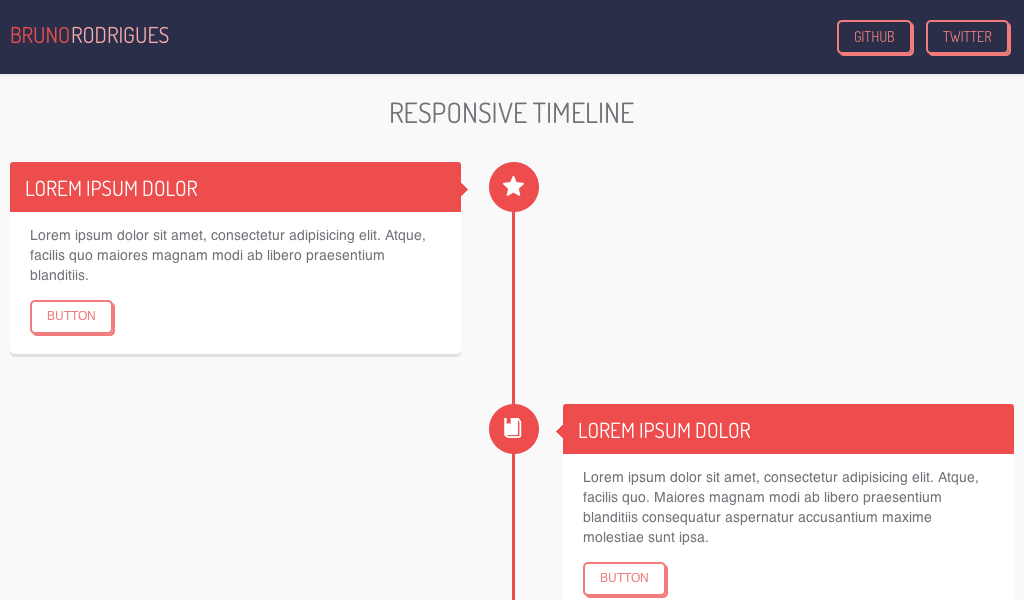 BRUNORODRIGUES
GITHUB
TWITTER
RESPONSIVE TIMELINE
LOREM IPSUM DOLOR
Lorem ipsum dolor sit amet, consectetur adipisicing elit. Atque,
facilis quo maiores magnam modi ab libero praesentium
blanditiis.
BUTTON
LOREM IPSUM DOLOR
Lorem ipsum dolor sit amet, consectetur adipisicing elit. Atque,
facilis quo. Maiores magnam modi ab libero praesentium
blanditiis consequatur aspernatur accusantium maxime
molestiae sunt ipsa.
BUTTON